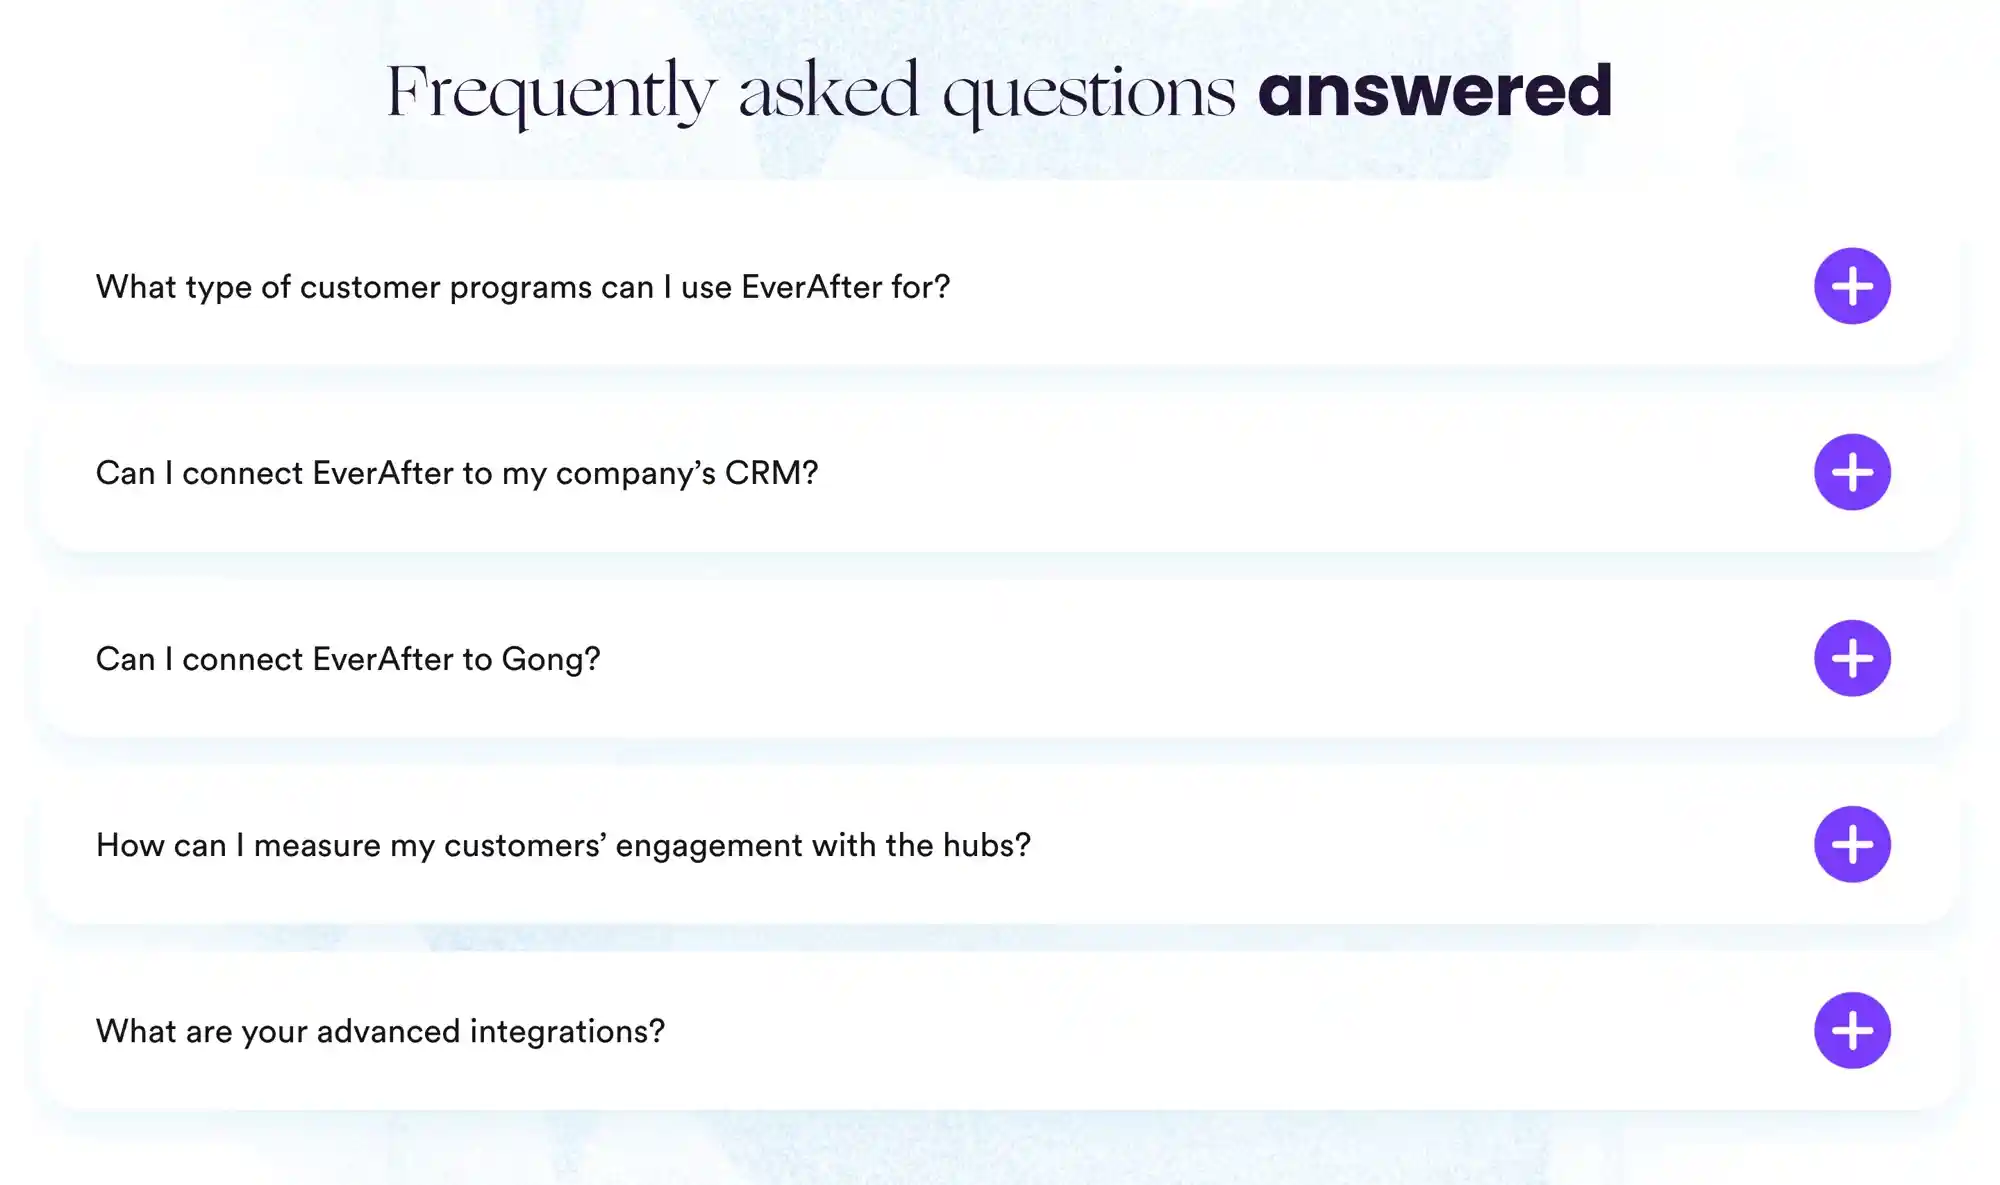 Frequently asked questions answered
What type of customer programs can I use EverAfter for?
Can I connect EverAfter to my company’s CRM?
Can I connect EverAfter to Gong?
How can I measure my customers’ engagement with the hubs?
What are your advanced integrations?